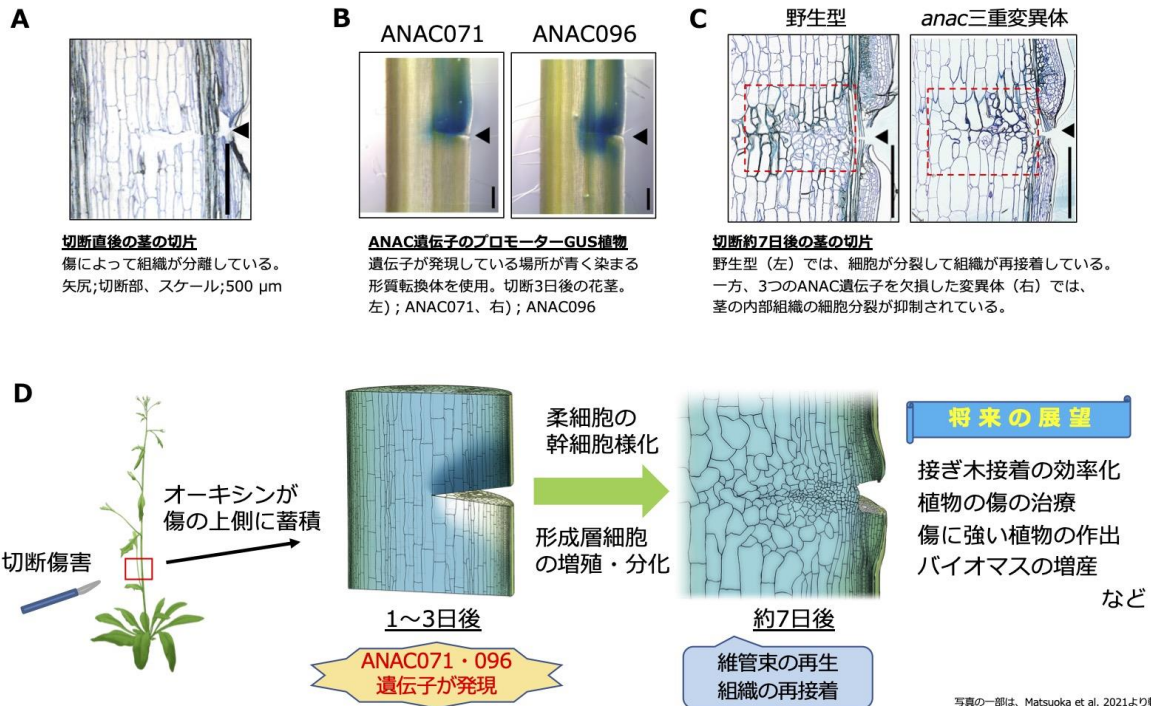 A
切断直後の茎の切片
傷によって組織が分離している。
矢尻;切断部、スケール;500 μm
B
ANAC071
ANAC096
ANAC遺伝子のプロモーターGUS植物
遺伝子が発現している場所が青く染まる
形質転換体を使用。切断3日後の花茎。
左) ; ANAC071、右) ; ANAC096
C
野生型
anac三重変異体
切断約7日後の茎の切片
野生型（左）では、細胞が分裂して組織が再接着している。
一方、3つのANAC遺伝子を欠損した変異体（右）では、
茎の内部組織の細胞分裂が抑制されている。
D
切断傷害
オーキシンが
傷の上側に蓄積
1～3日後
ANAC071・096
遺伝子が発現
柔細胞の
幹細胞様化
形成層細胞
の増殖・分化
約7日後
維管束の再生
組織の再接着
将来の展望
接ぎ木接着の効率化
植物の傷の治療
傷に強い植物の作出
バイオマスの増産
など
写真の一部は、Matsuoka et al. 2021より